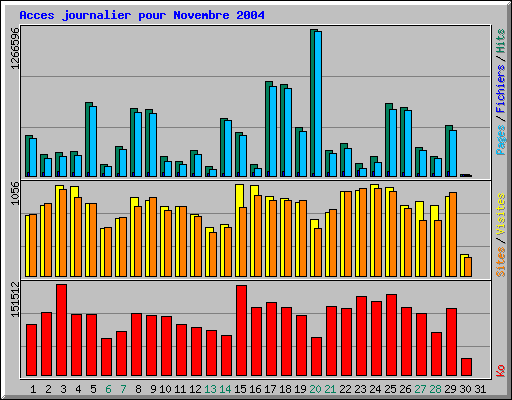 Acces journalier pour Novembre 2004
1266596
Pages / Fichiers / Hits
1056
Sites / Visites
151512
Ko
1 2 3 4 5 6 7 8 9 10 11 12 13 14 15 16 17 18 19 20 21 22 23 24 25 26 27 28 29 30 31